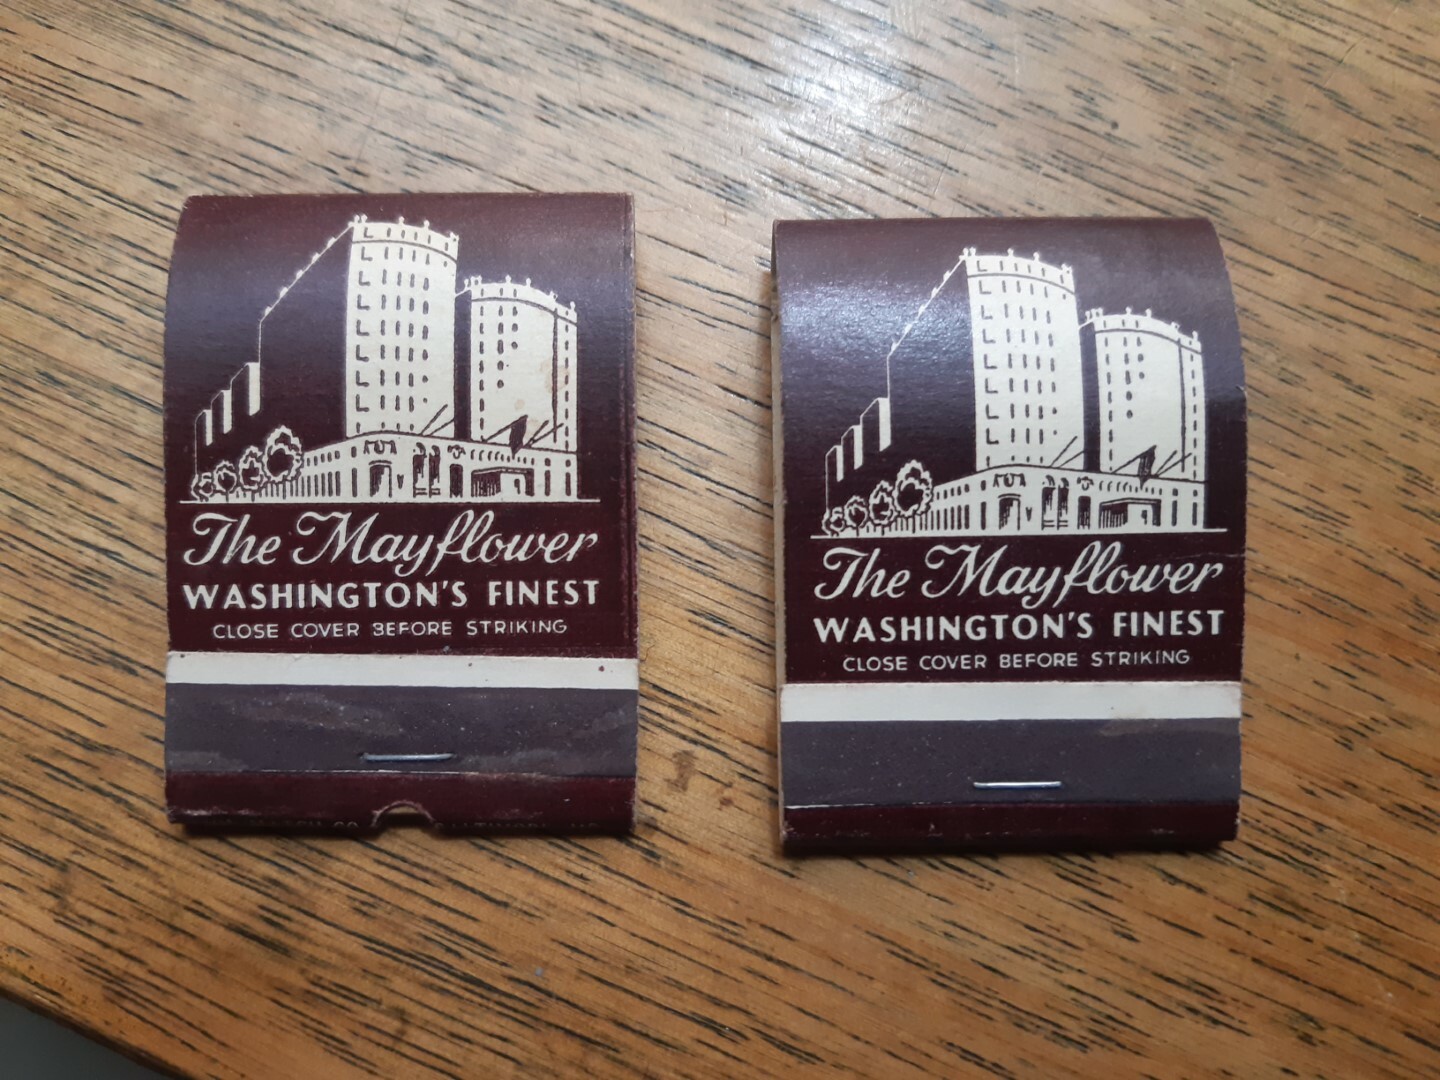 The Mayflower
WASHINGTON'S FINEST
CLOSE COVER BEFORE STRIKING
The Mayflower
WASHINGTON'S FINEST
CLOSE COVER BEFORE STRIKING